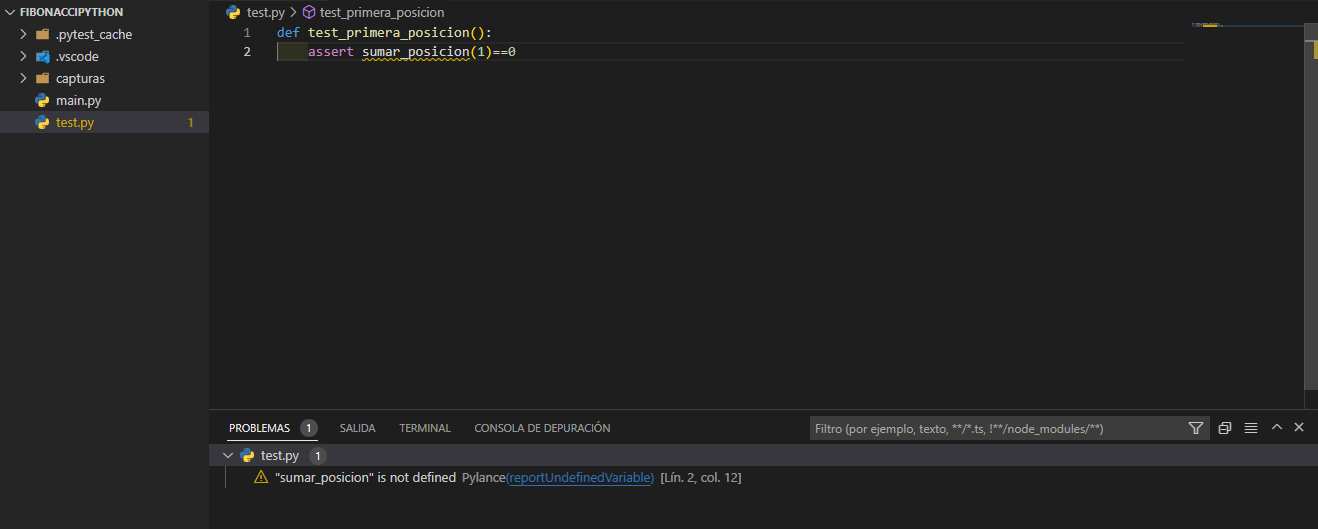 FIBONACCIPYTHON
.pytest_cache
.vscode
capturas
main.py
test.py 1
test.py > test_primera_posicion
1 def test_primera_posicion():
2 assert sumar_posicion(1)==0
PROBLEMAS 1 SALIDA TERMINAL CONSOLA DE DEPURACIÓN Filtro (por ejemplo, texto, **/*.ts, !**/node_modules/**)
test.py 1
"sumar_posicion" is not defined Pylance(reportUndefinedVariable) [Lín. 2, col. 12]